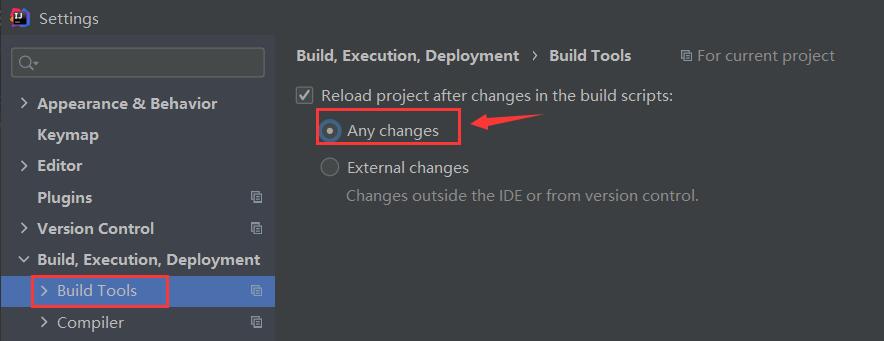 Settings
Build, Execution, Deployment › Build Tools For current project
Reload project after changes in the build scripts:
Any changes
External changes
Changes outside the IDE or from version control.
Appearance & Behavior
Keymap
Editor
Plugins
Version Control
Build, Execution, Deployment
Build Tools
Compiler